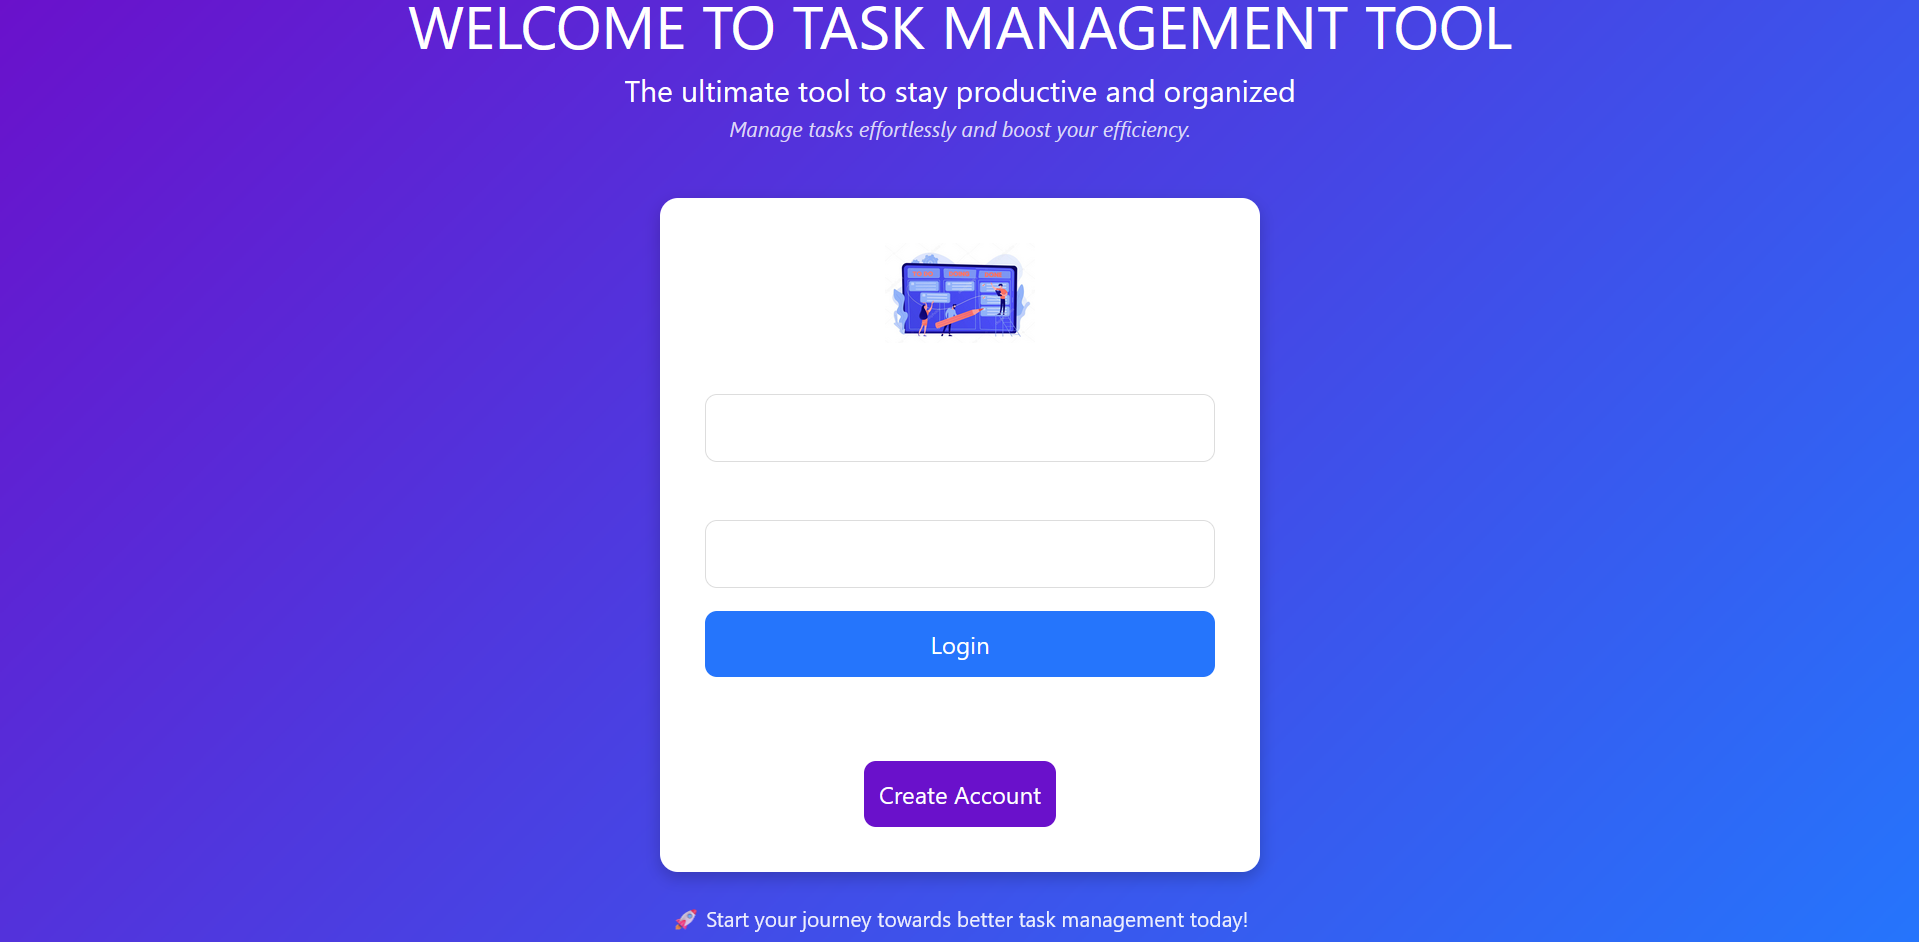 WELCOME TO TASK MANAGEMENT TOOL
The ultimate tool to stay productive and organized
Manage tasks effortlessly and boost your efficiency.
Login
Create Account
🚀 Start your journey towards better task management today!